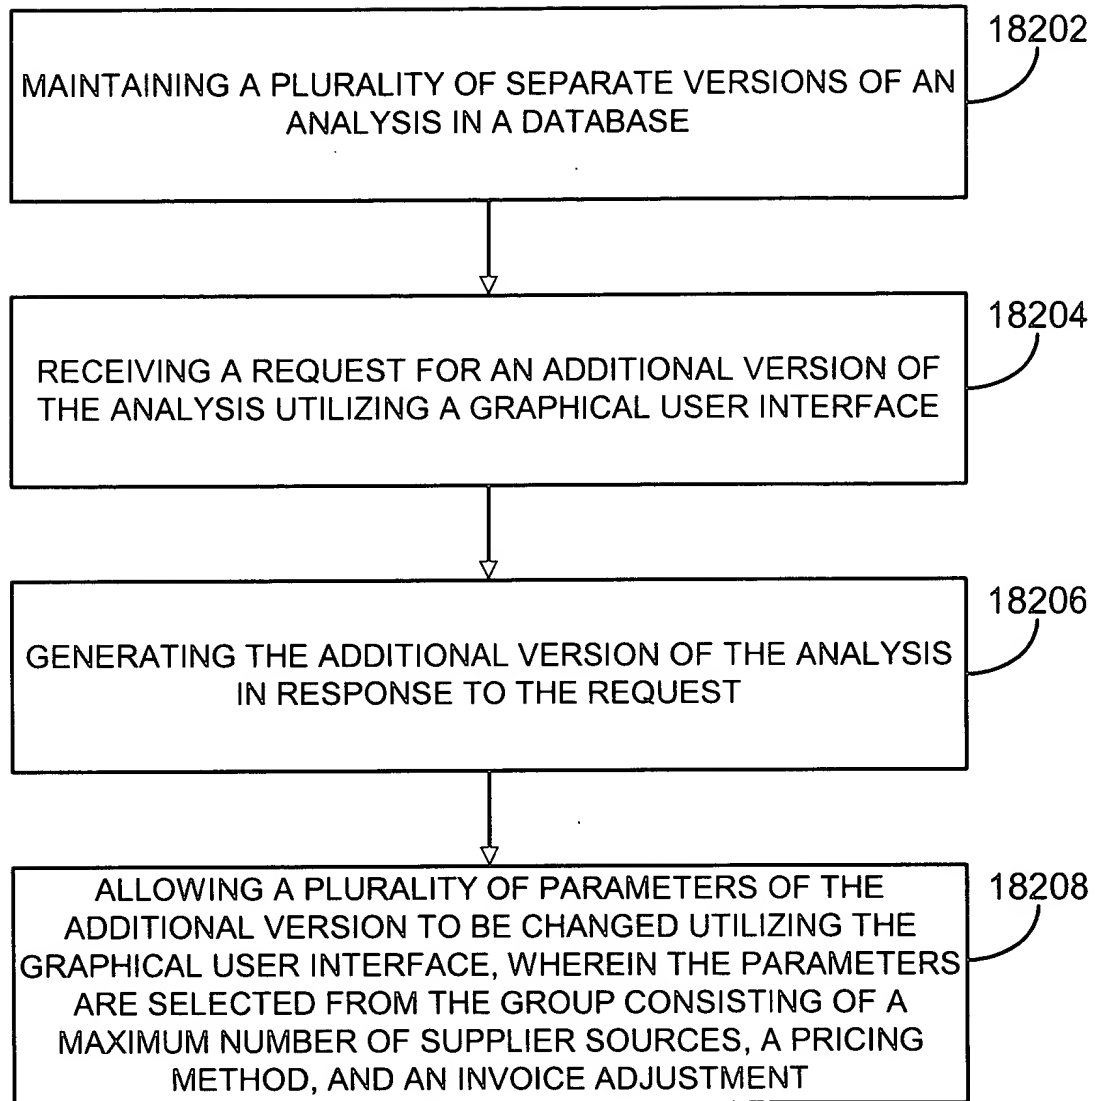 18202
MAINTAINING A PLURALITY OF SEPARATE VERSIONS OF AN
ANALYSIS IN A DATABASE
18204
RECEIVING A REQUEST FOR AN ADDITIONAL VERSION OF
THE ANALYSIS UTILIZING A GRAPHICAL USER INTERFACE
18206
GENERATING THE ADDITIONAL VERSION OF THE ANALYSIS
IN RESPONSE TO THE REQUEST
18208
ALLOWING A PLURALITY OF PARAMETERS OF THE
ADDITIONAL VERSION TO BE CHANGED UTILIZING THE
GRAPHICAL USER INTERFACE, WHEREIN THE PARAMETERS
ARE SELECTED FROM THE GROUP CONSISTING OF A
MAXIMUM NUMBER OF SUPPLIER SOURCES, A PRICING
METHOD, AND AN INVOICE ADJUSTMENT